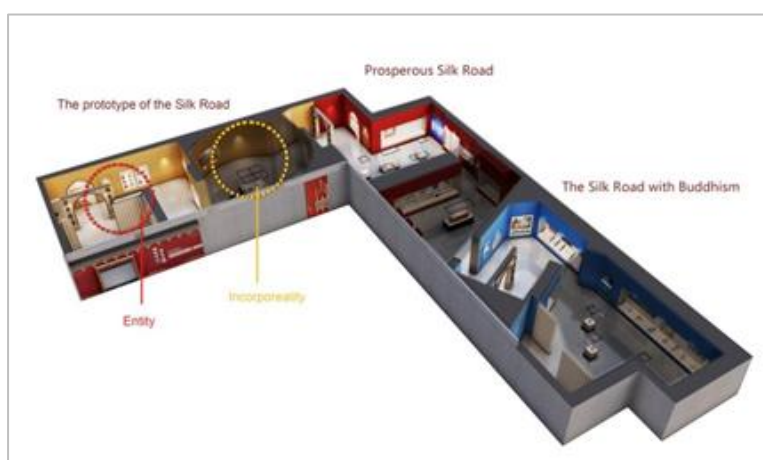 Prosperous Silk Road
The prototype of the Silk Road
The Silk Road with Buddhism
Incorporeality
Entity